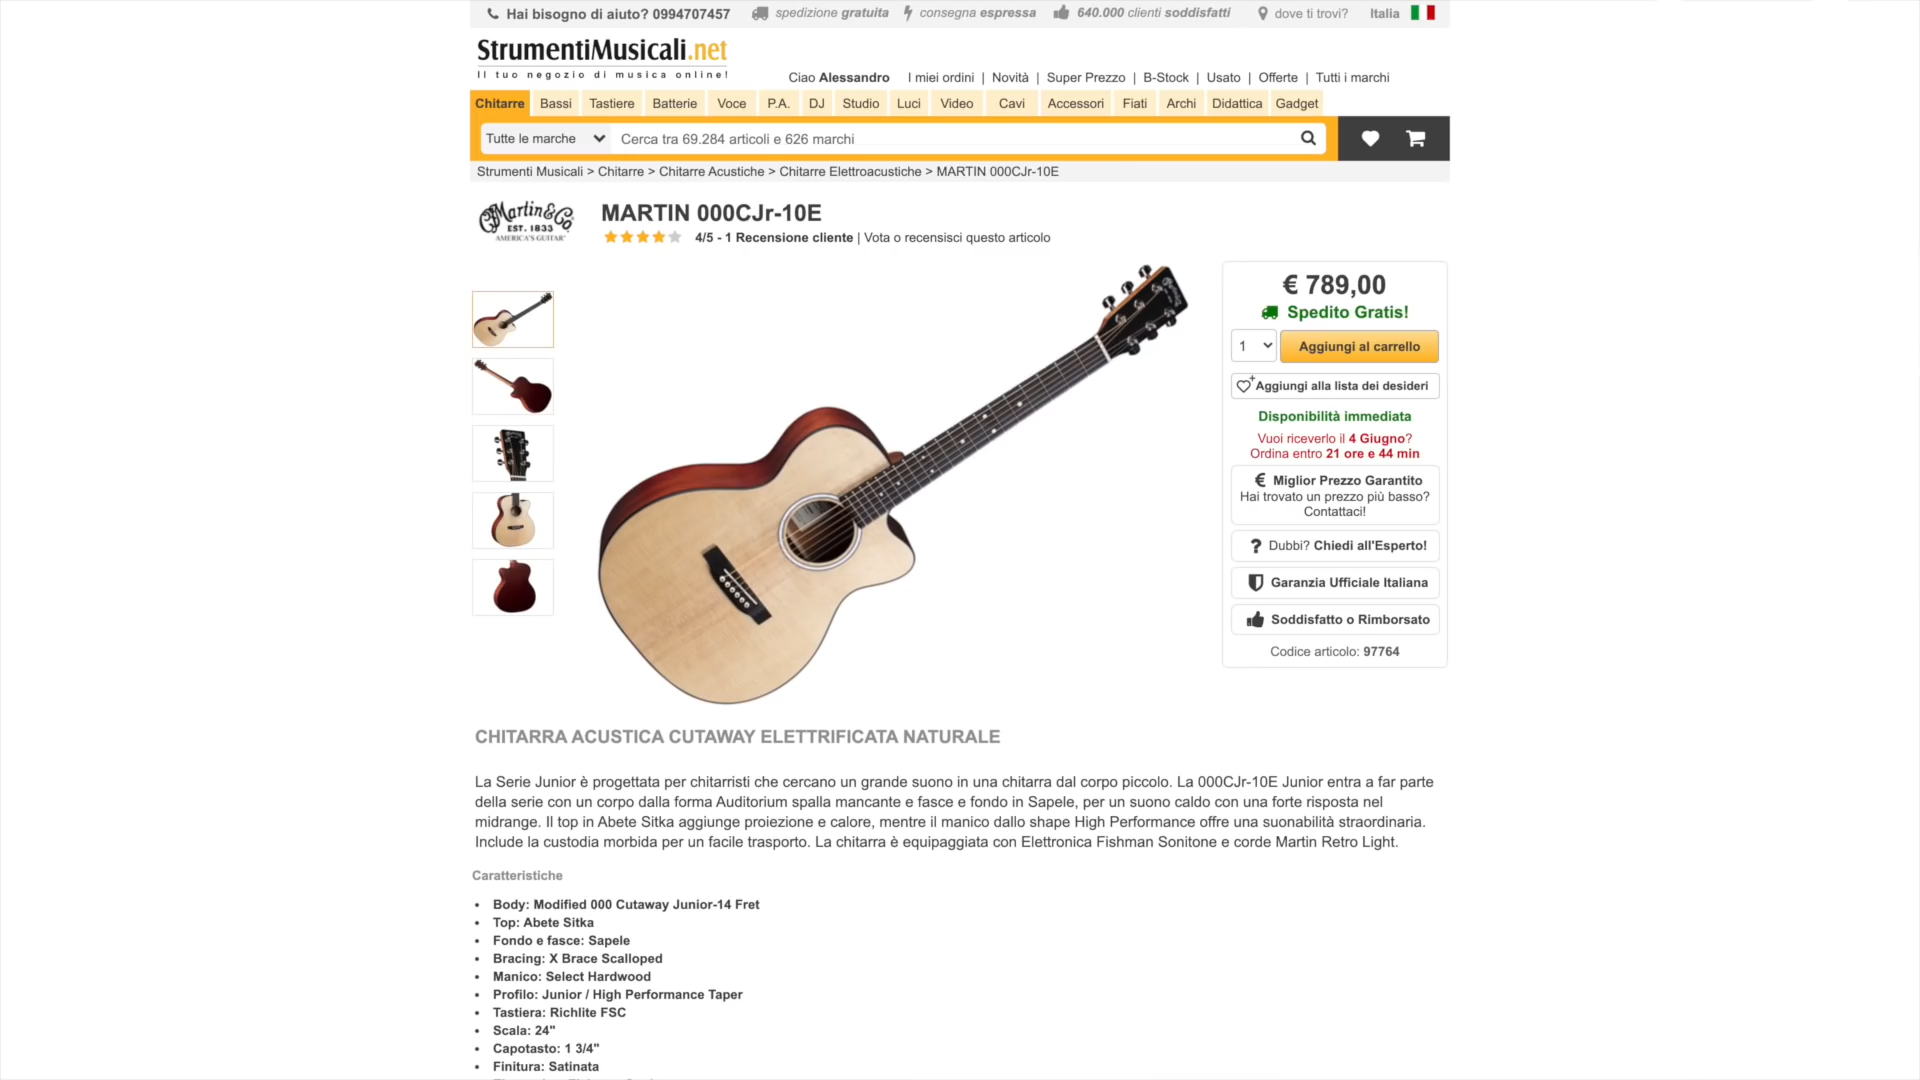 Hai bisogno di aiuto? 0994707457 spedizione gratuita consegna espressa 640.000 clienti soddisfatti dove ti trovi? Italia
StrumentiMusicali.net
Il tuo negozio di musica online!
Ciao Alessandro I miei ordini | Novità | Super Prezzo | B-Stock | Usato | Offerte | Tutti i marchi
Chitarre Bassi Tastiere Batterie Voce P.A. DJ Studio Luci Video Cavi Accessori Fiati Archi Didattica Gadget
Tutte le marche Cerca tra 69.284 articoli e 626 marchi
Strumenti Musicali > Chitarre > Chitarre Acustiche > Chitarre Elettroacustiche > MARTIN 000CJr-10E
Martin & Co.
EST. 1833
AMERICA'S GUITAR
MARTIN 000CJr-10E
4/5 - 1 Recensione cliente | Vota o recensisci questo articolo
€ 789,00
Spedito Gratis!
1 Aggiungi al carrello
Aggiungi alla lista dei desideri
Disponibilità immediata
Vuoi riceverlo il 4 Giugno?
Ordina entro 21 ore e 44 min
€ Miglior Prezzo Garantito
Hai trovato un prezzo più basso?
Contattaci!
? Dubbi? Chiedi all'Esperto!
Garanzia Ufficiale Italiana
Soddisfatto o Rimborsato
Codice articolo: 97764
CHITARRA ACUSTICA CUTAWAY ELETTRIFICATA NATURALE
La Serie Junior è progettata per chitarristi che cercano un grande suono in una chitarra dal corpo piccolo. La 000CJr-10E Junior entra a far parte
della serie con un corpo dalla forma Auditorium spalla mancante e fasce e fondo in Sapele, per un suono caldo con una forte risposta nel
midrange. Il top in Abete Sitka aggiunge proiezione e calore, mentre il manico dallo shape High Performance offre una suonabilità straordinaria.
Include la custodia morbida per un facile trasporto. La chitarra è equipaggiata con Elettronica Fishman Sonitone e corde Martin Retro Light.
Caratteristiche
• Body: Modified 000 Cutaway Junior-14 Fret
• Top: Abete Sitka
• Fondo e fasce: Sapele
• Bracing: X Brace Scalloped
• Manico: Select Hardwood
• Profilo: Junior / High Performance Taper
• Tastiera: Richlite FSC
• Scala: 24"
• Capotasto: 1 3/4"
• Finitura: Satinata